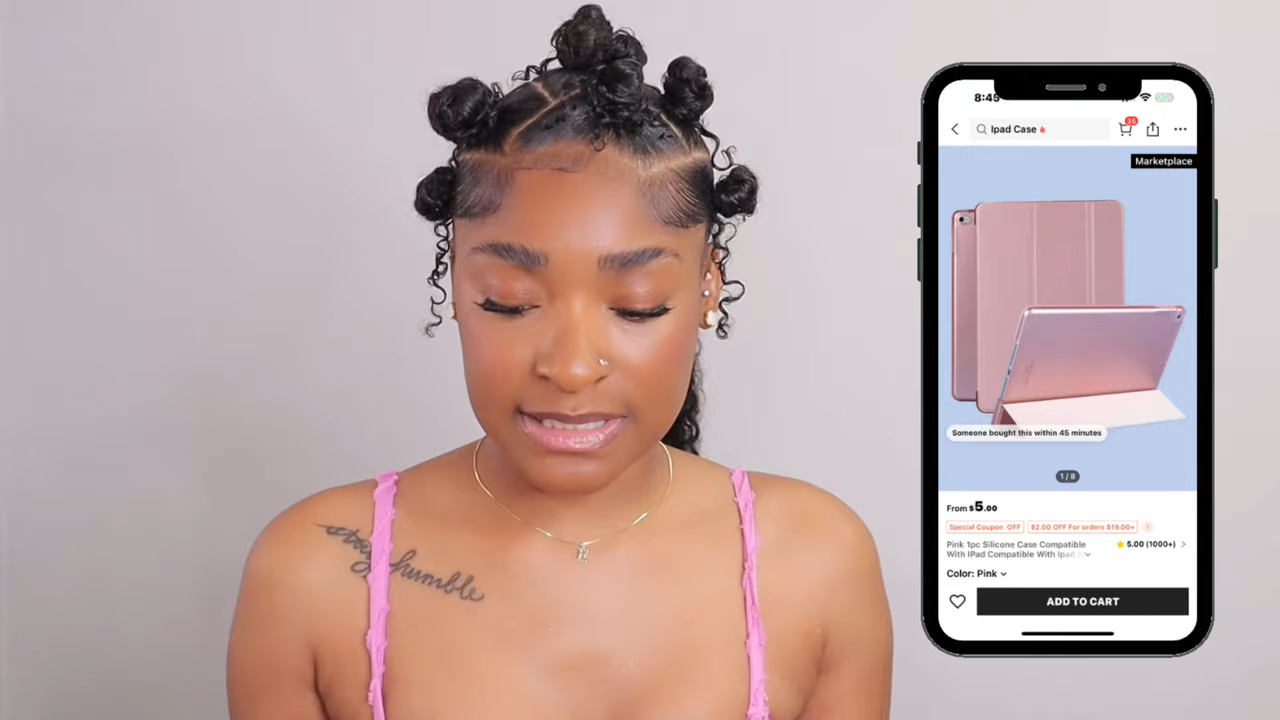 stay humble
8:45
Ipad Case
35
Marketplace
Someone bought this within 45 minutes
1 / 8
From $5.00
Special Coupon OFF
$2.00 OFF For orders $19.00+
Pink 1pc Silicone Case Compatible
5.00 (1000+)
With IPad Compatible With Ipad
Color: Pink
ADD TO CART